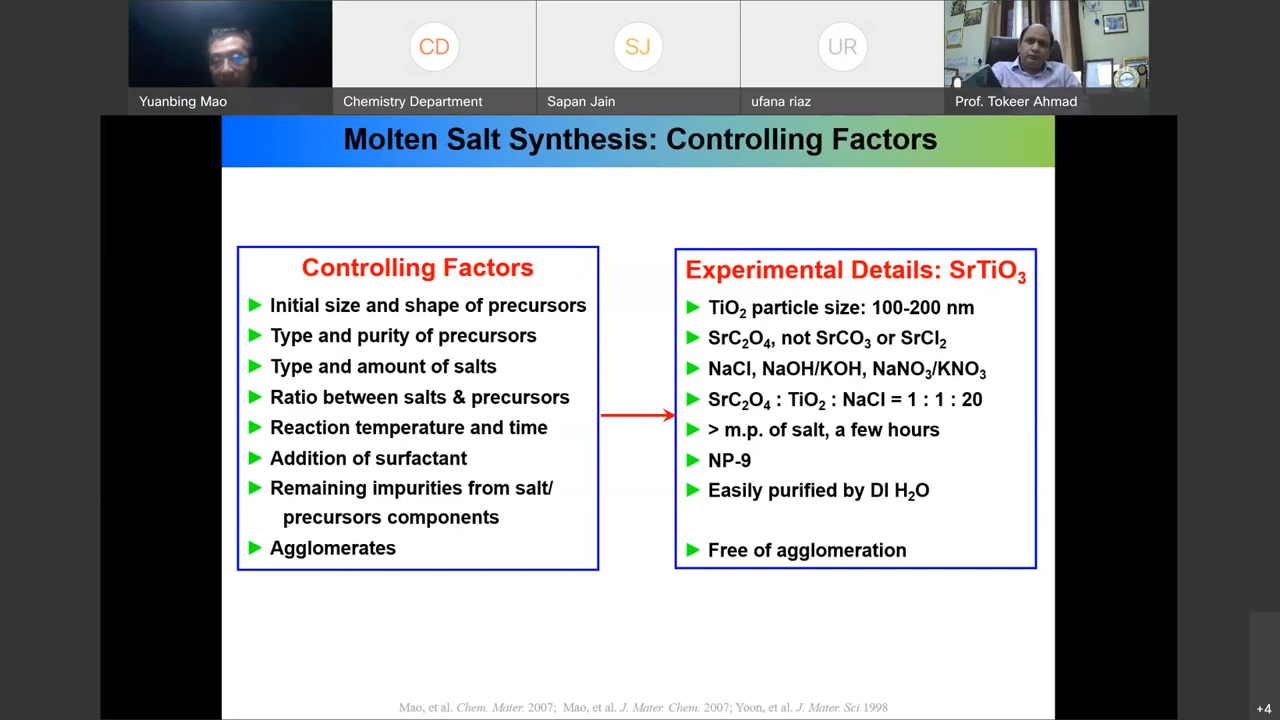 CD
SJ
UR
Yuanbing Mao
Chemistry Department
Sapan Jain
ufana riaz
Prof. Tokeer Ahmad
Molten Salt Synthesis: Controlling Factors
Controlling Factors
Initial size and shape of precursors
Type and purity of precursors
Type and amount of salts
Ratio between salts & precursors
Reaction temperature and time
Addition of surfactant
Remaining impurities from salt/
precursors components
Agglomerates
Experimental Details: SrTiO₃
TiO₂ particle size: 100-200 nm
SrC₂O₄, not SrCO₃ or SrCl₂
NaCl, NaOH/KOH, NaNO₃/KNO₃
SrC₂O₄ : TiO₂ : NaCl = 1 : 1 : 20
> m.p. of salt, a few hours
NP-9
Easily purified by DI H₂O
Free of agglomeration
Mao, et al. Chem. Mater. 2007; Mao, et al. J. Mater. Chem. 2007; Yoon, et al. J. Mater. Sci 1998
+4